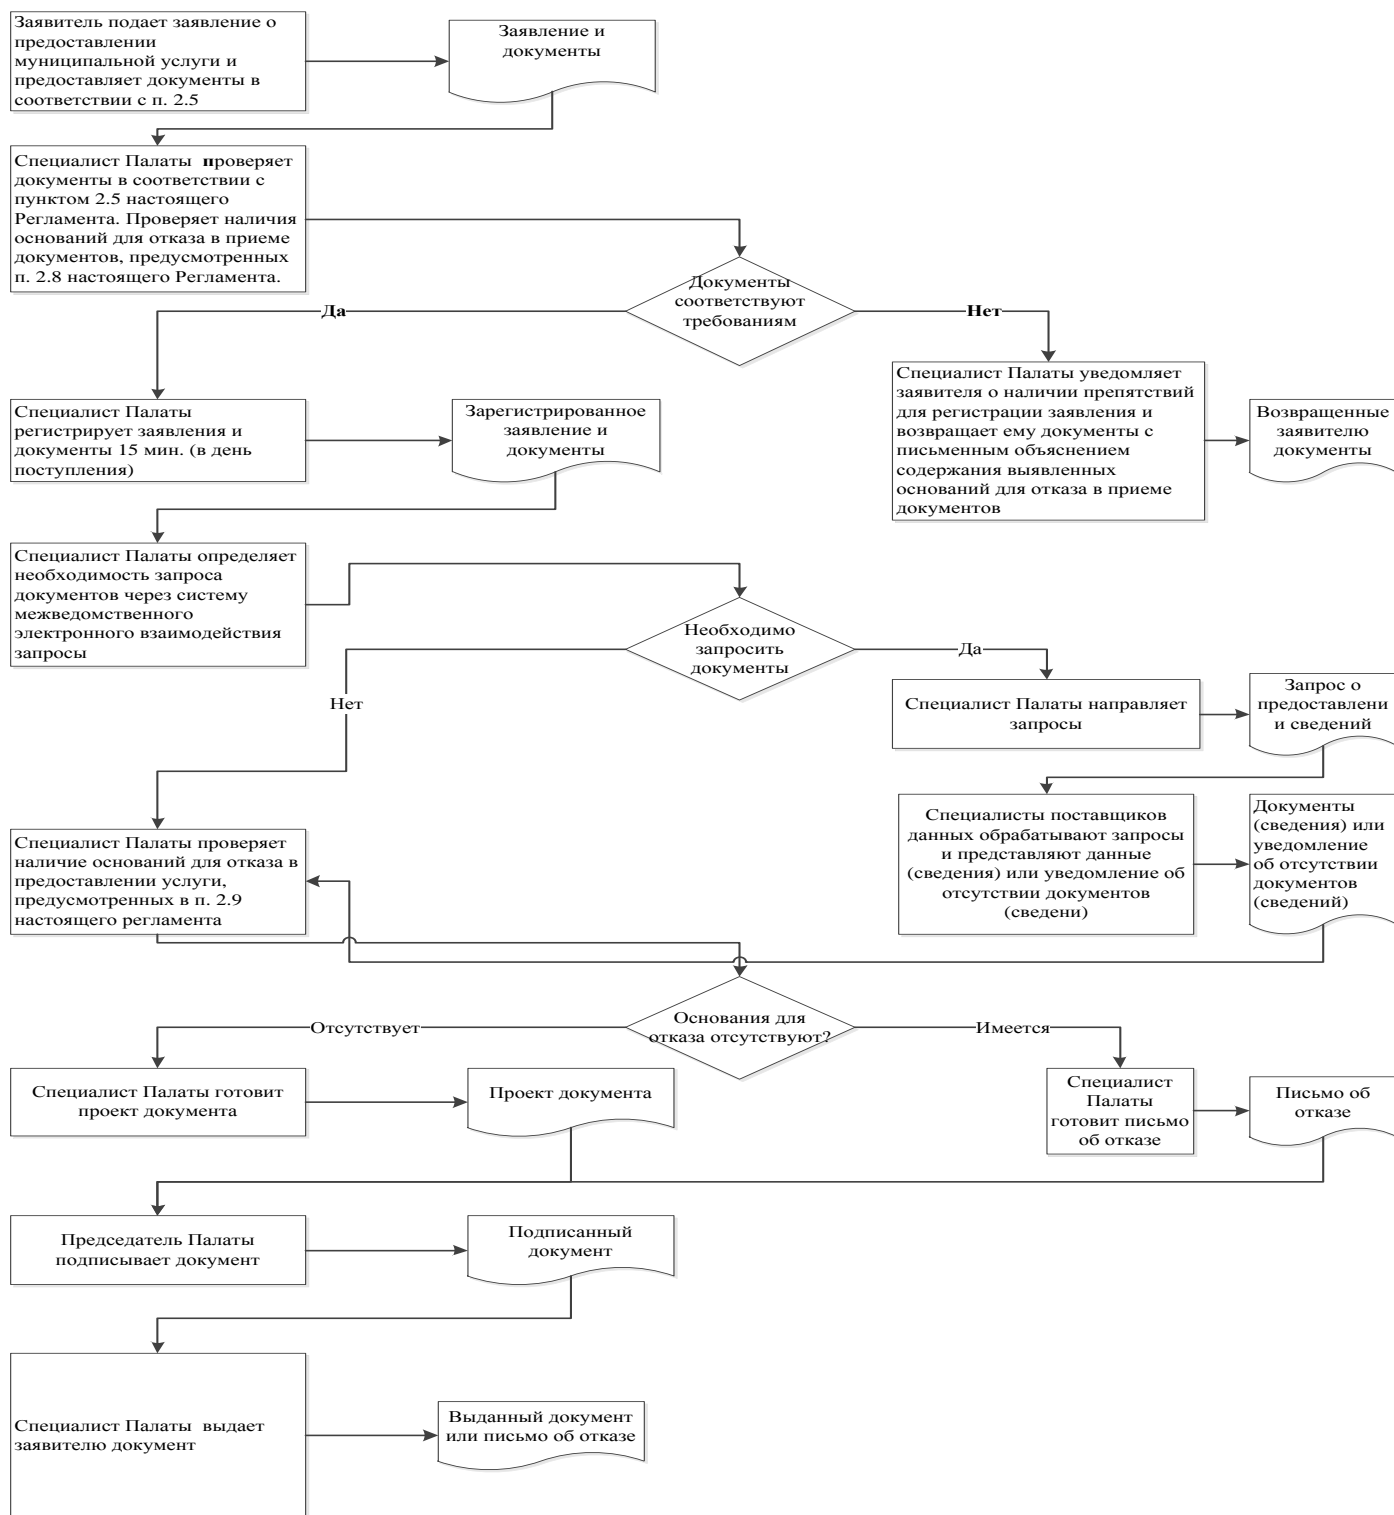 Заявитель подает заявление о
предоставлении
муниципальной услуги и
предоставляет документы в
соответствии с п. 2.5
Заявление и
документы
Специалист Палаты  проверяет
документы в соответствии с
пунктом 2.5 настоящего
Регламента. Проверяет наличия
оснований для отказа в приеме
документов, предусмотренных
п. 2.8 настоящего Регламента.
Документы
соответствуют
требованиям
Да
Нет
Специалист Палаты
регистрирует заявления и
документы 15 мин. (в день
поступления)
Зарегистрированное
заявление и
документы
Специалист Палаты уведомляет
заявителя о наличии препятствий
для регистрации заявления и
возвращает ему документы с
письменным объяснением
содержания выявленных
оснований для отказа в приеме
документов
Возвращенные
заявителю
документы
Специалист Палаты определяет
необходимость запроса
документов через систему
межведомственного
электронного взаимодействия
запросы
Необходимо
запросить
документы
Да
Нет
Специалист Палаты направляет
запросы
Запрос о
предоставлени
и сведений
Специалисты поставщиков
данных обрабатывают запросы
и представляют данные
(сведения) или уведомление об
отсутствии документов
(сведени)
Документы
(сведения) или
уведомление
об отсутствии
документов
(сведений)
Специалист Палаты проверяет
наличие оснований для отказа в
предоставлении услуги,
предусмотренных в п. 2.9
настоящего регламента
Основания для
отказа отсутствуют?
Отсутствует
Имеется
Специалист Палаты готовит
проект документа
Проект документа
Специалист
Палаты
готовит письмо
об отказе
Письмо об
отказе
Председатель Палаты
подписывает документ
Подписанный
документ
Специалист Палаты  выдает
заявителю документ
Выданный документ
или письмо об отказе